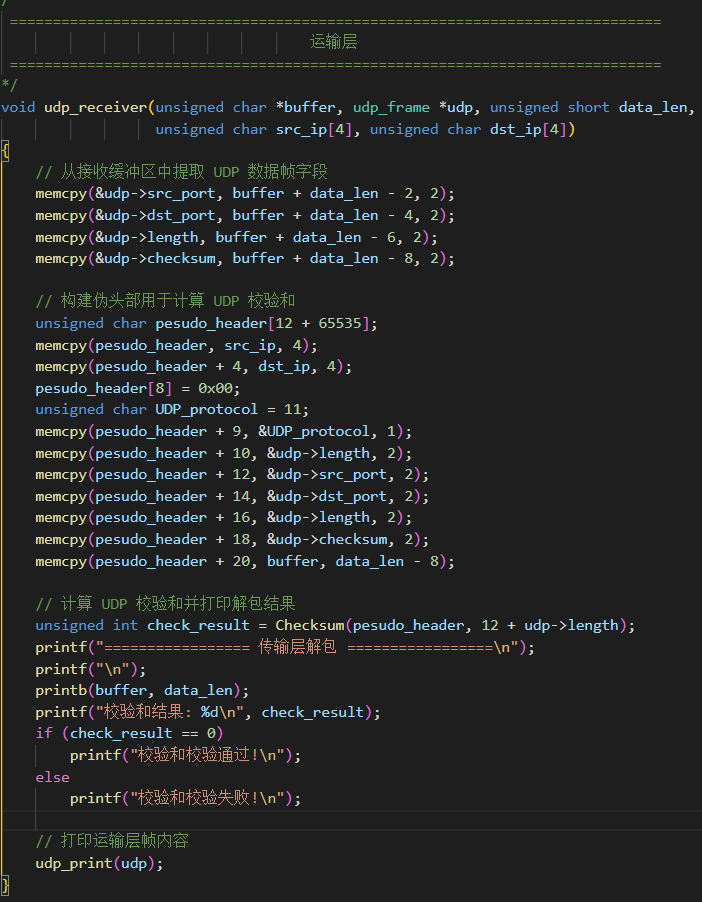 /
=============================================================================
运输层
=============================================================================
*/
void udp_receiver(unsigned char *buffer, udp_frame *udp, unsigned short data_len,
unsigned char src_ip[4], unsigned char dst_ip[4])
{
// 从接收缓冲区中提取 UDP 数据帧字段
memcpy(&udp->src_port, buffer + data_len - 2, 2);
memcpy(&udp->dst_port, buffer + data_len - 4, 2);
memcpy(&udp->length, buffer + data_len - 6, 2);
memcpy(&udp->checksum, buffer + data_len - 8, 2);
// 构建伪头部用于计算 UDP 校验和
unsigned char pesudo_header[12 + 65535];
memcpy(pesudo_header, src_ip, 4);
memcpy(pesudo_header + 4, dst_ip, 4);
pesudo_header[8] = 0x00;
unsigned char UDP_protocol = 11;
memcpy(pesudo_header + 9, &UDP_protocol, 1);
memcpy(pesudo_header + 10, &udp->length, 2);
memcpy(pesudo_header + 12, &udp->src_port, 2);
memcpy(pesudo_header + 14, &udp->dst_port, 2);
memcpy(pesudo_header + 16, &udp->length, 2);
memcpy(pesudo_header + 18, &udp->checksum, 2);
memcpy(pesudo_header + 20, buffer, data_len - 8);
// 计算 UDP 校验和并打印解包结果
unsigned int check_result = Checksum(pesudo_header, 12 + udp->length);
printf("================= 传输层解包 =================\n");
printf("\n");
printb(buffer, data_len);
printf("校验和结果: %d\n", check_result);
if (check_result == 0)
printf("校验和校验通过!\n");
else
printf("校验和校验失败!\n");
// 打印运输层帧内容
udp_print(udp);
}